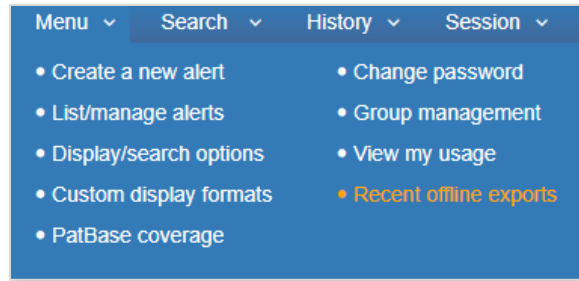 Menu Search History Session
• Create a new alert
• List/manage alerts
• Display/search options
• Custom display formats
• PatBase coverage
• Change password
• Group management
• View my usage
• Recent offline exports